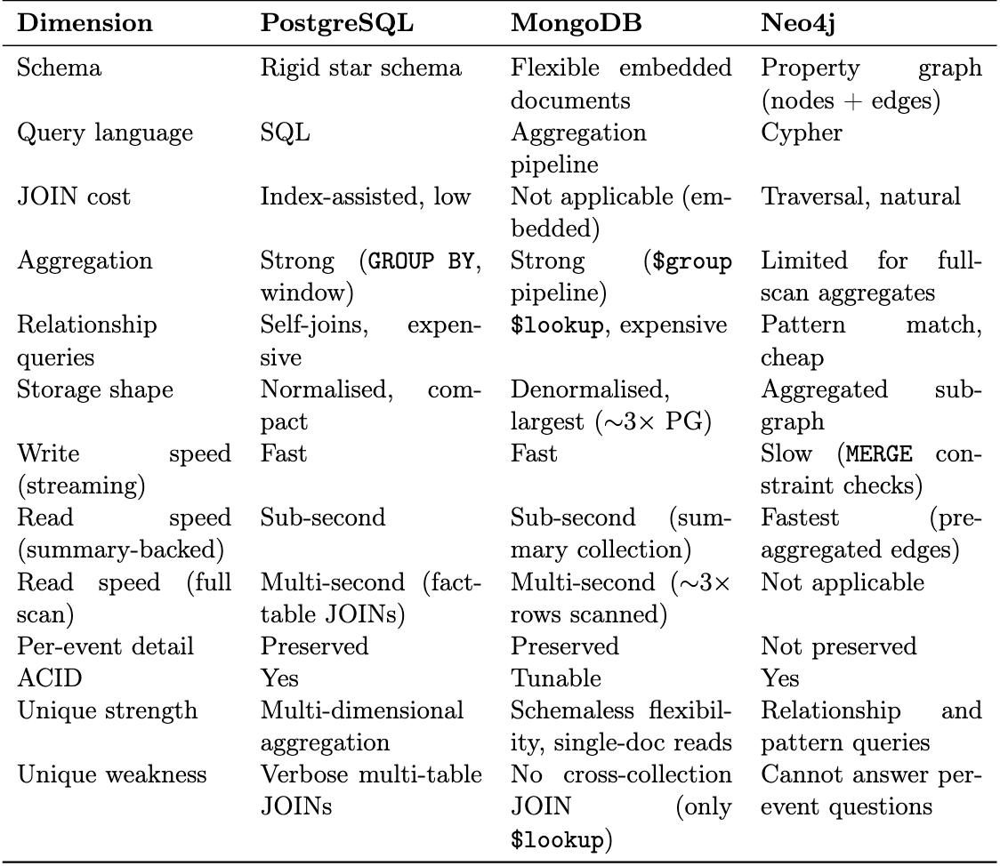 Dimension PostgreSQL MongoDB Neo4j
Schema Rigid star schema Flexible embedded Property graph
documents (nodes + edges)
Query language SQL Aggregation Cypher
pipeline
JOIN cost Index-assisted, low Not applicable (em- Traversal, natural
bedded)
Aggregation Strong (GROUP BY, Strong ($group Limited for full-
window) pipeline) scan aggregates
Relationship Self-joins, expen- $lookup, expensive Pattern match,
queries sive cheap
Storage shape Normalised, com- Denormalised, Aggregated sub-
pact largest (∼3× PG) graph
Write speed Fast Fast Slow (MERGE con-
(streaming) straint checks)
Read speed Sub-second Sub-second (sum- Fastest (pre-
(summary-backed) mary collection) aggregated edges)
Read speed (full Multi-second (fact- Multi-second (∼3× Not applicable
scan) table JOINs) rows scanned)
Per-event detail Preserved Preserved Not preserved
ACID Yes Tunable Yes
Unique strength Multi-dimensional Schemaless flexibil- Relationship and
aggregation ity, single-doc reads pattern queries
Unique weakness Verbose multi-table No cross-collection Cannot answer per-
JOINs JOIN (only event questions
$lookup)